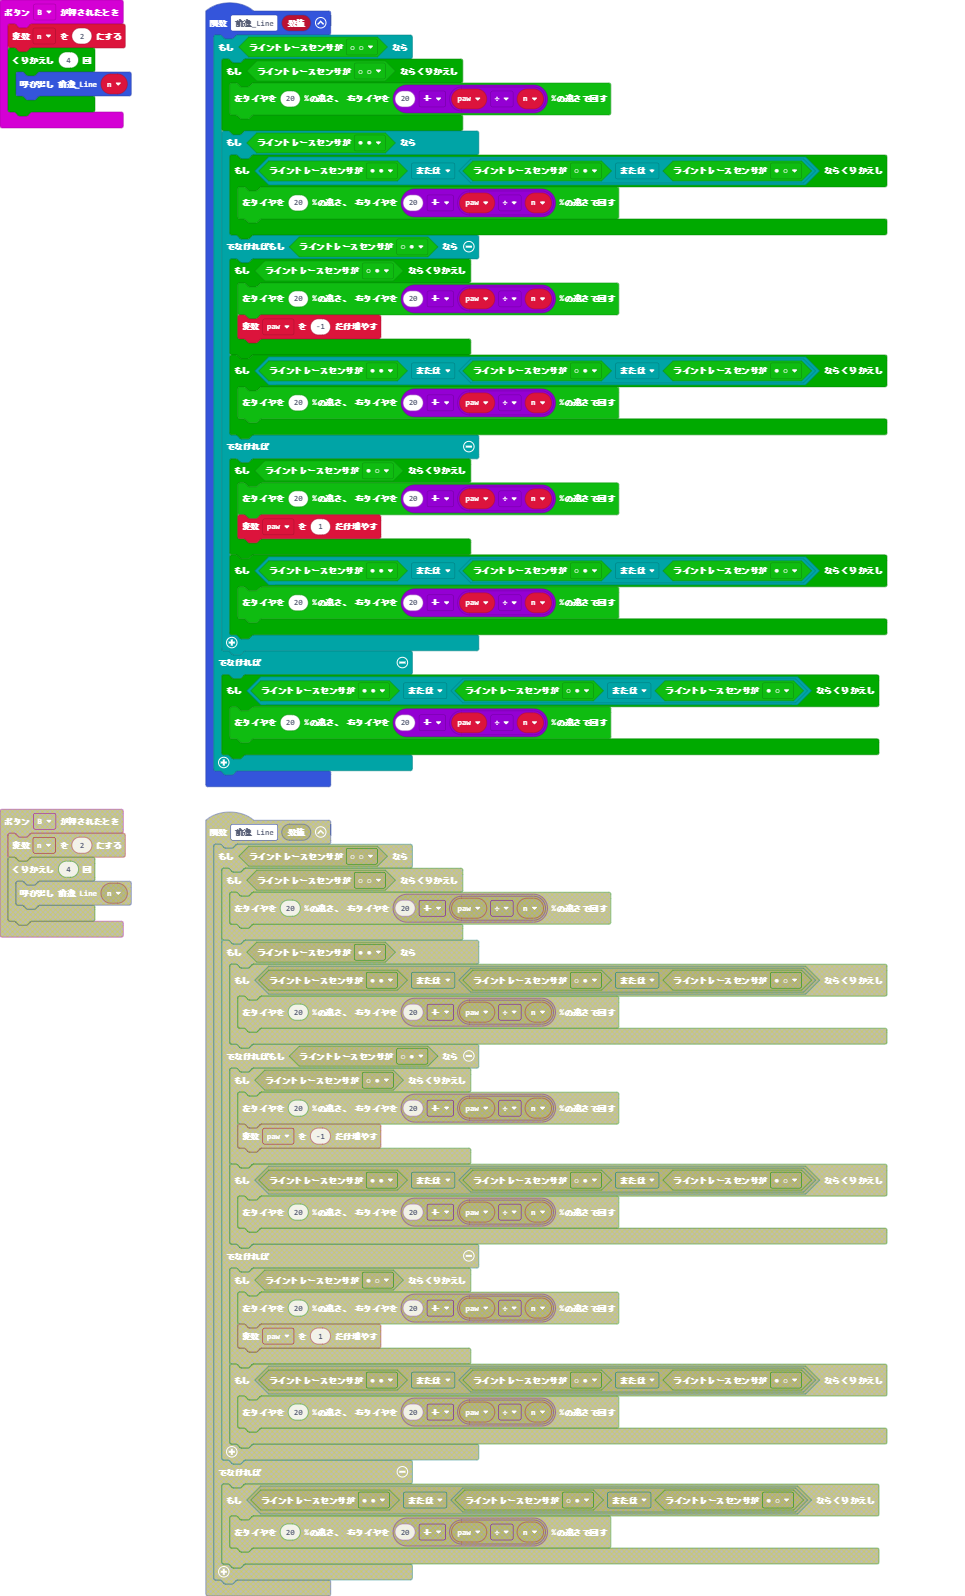 ボタン B が押されたとき
変数 n を 2 にする
くりかえし 4 回
呼び出し 前進_Line n
関数 前進_Line 数値
もし ライントレースセンサが ○ ○ なら
もし ライントレースセンサが ○ ○ ならくりかえし
左タイヤを 20 %の速さ、右タイヤを 20 + paw ÷ n %の速さで回す
もし ライントレースセンサが ● ● なら
もし ライントレースセンサが ● ● または ライントレースセンサが ○ ● または ライントレースセンサが ● ○ ならくりかえし
左タイヤを 20 %の速さ、右タイヤを 20 + paw ÷ n %の速さで回す
でなければもし ライントレースセンサが ○ ● なら
もし ライントレースセンサが ○ ● ならくりかえし
左タイヤを 20 %の速さ、右タイヤを 20 + paw ÷ n %の速さで回す
変数 paw を -1 だけ増やす
もし ライントレースセンサが ● ● または ライントレースセンサが ○ ● または ライントレースセンサが ● ○ ならくりかえし
左タイヤを 20 %の速さ、右タイヤを 20 + paw ÷ n %の速さで回す
でなければ
もし ライントレースセンサが ● ○ ならくりかえし
左タイヤを 20 %の速さ、右タイヤを 20 + paw ÷ n %の速さで回す
変数 paw を 1 だけ増やす
もし ライントレースセンサが ● ● または ライントレースセンサが ○ ● または ライントレースセンサが ● ○ ならくりかえし
左タイヤを 20 %の速さ、右タイヤを 20 + paw ÷ n %の速さで回す
でなければ
もし ライントレースセンサが ● ● または ライントレースセンサが ○ ● または ライントレースセンサが ● ○ ならくりかえし
左タイヤを 20 %の速さ、右タイヤを 20 + paw ÷ n %の速さで回す
ボタン B が押されたとき
変数 n を 2 にする
くりかえし 4 回
呼び出し 前進_Line n
関数 前進_Line 数値
もし ライントレースセンサが ○ ○ なら
もし ライントレースセンサが ○ ○ ならくりかえし
左タイヤを 20 %の速さ、右タイヤを 20 + paw ÷ n %の速さで回す
もし ライントレースセンサが ● ● なら
もし ライントレースセンサが ● ● または ライントレースセンサが ○ ● または ライントレースセンサが ● ○ ならくりかえし
左タイヤを 20 %の速さ、右タイヤを 20 + paw ÷ n %の速さで回す
でなければもし ライントレースセンサが ○ ● なら
もし ライントレースセンサが ○ ● ならくりかえし
左タイヤを 20 %の速さ、右タイヤを 20 + paw ÷ n %の速さで回す
変数 paw を -1 だけ増やす
もし ライントレースセンサが ● ● または ライントレースセンサが ○ ● または ライントレースセンサが ● ○ ならくりかえし
左タイヤを 20 %の速さ、右タイヤを 20 + paw ÷ n %の速さで回す
でなければ
もし ライントレースセンサが ● ○ ならくりかえし
左タイヤを 20 %の速さ、右タイヤを 20 + paw ÷ n %の速さで回す
変数 paw を 1 だけ増やす
もし ライントレースセンサが ● ● または ライントレースセンサが ○ ● または ライントレースセンサが ● ○ ならくりかえし
左タイヤを 20 %の速さ、右タイヤを 20 + paw ÷ n %の速さで回す
でなければ
もし ライントレースセンサが ● ● または ライントレースセンサが ○ ● または ライントレースセンサが ● ○ ならくりかえし
左タイヤを 20 %の速さ、右タイヤを 20 + paw ÷ n %の速さで回す